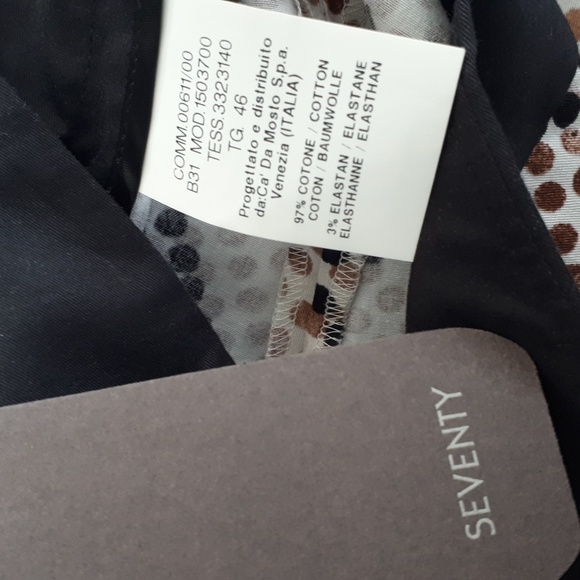 COMM.00611/00
B31 MOD.1503700
TESS.3323140
TG. 46
Progettato e distribuito
da:Ca' Da Mosto S.p.a.
Venezia (ITALIA)
97% COTONE / COTTON
COTON / BAUMWOLLE
3% ELASTAN / ELASTANE
ELASTHANNE / ELASTHAN
SEVENTY